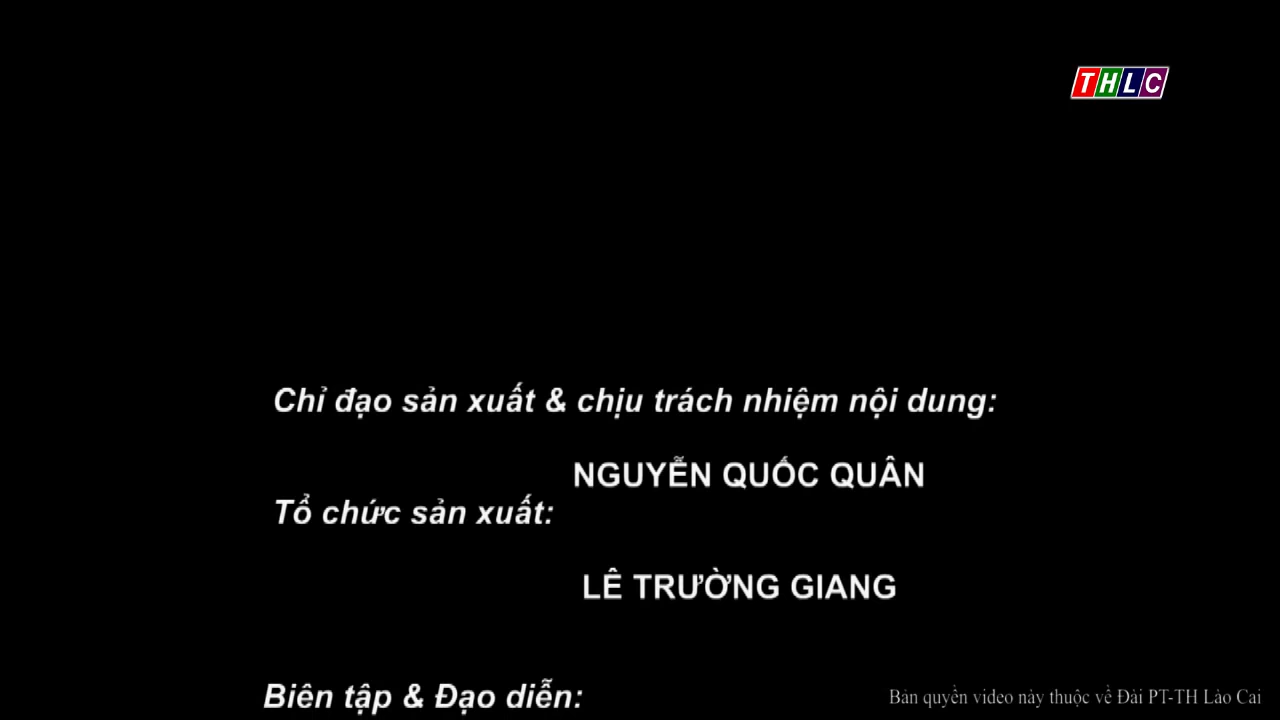 THLC
Chỉ đạo sản xuất & chịu trách nhiệm nội dung:
NGUYỄN QUỐC QUÂN
Tổ chức sản xuất:
LÊ TRƯỜNG GIANG
Biên tập & Đạo diễn:
Bản quyền video này thuộc về Đài PT-TH Lào Cai